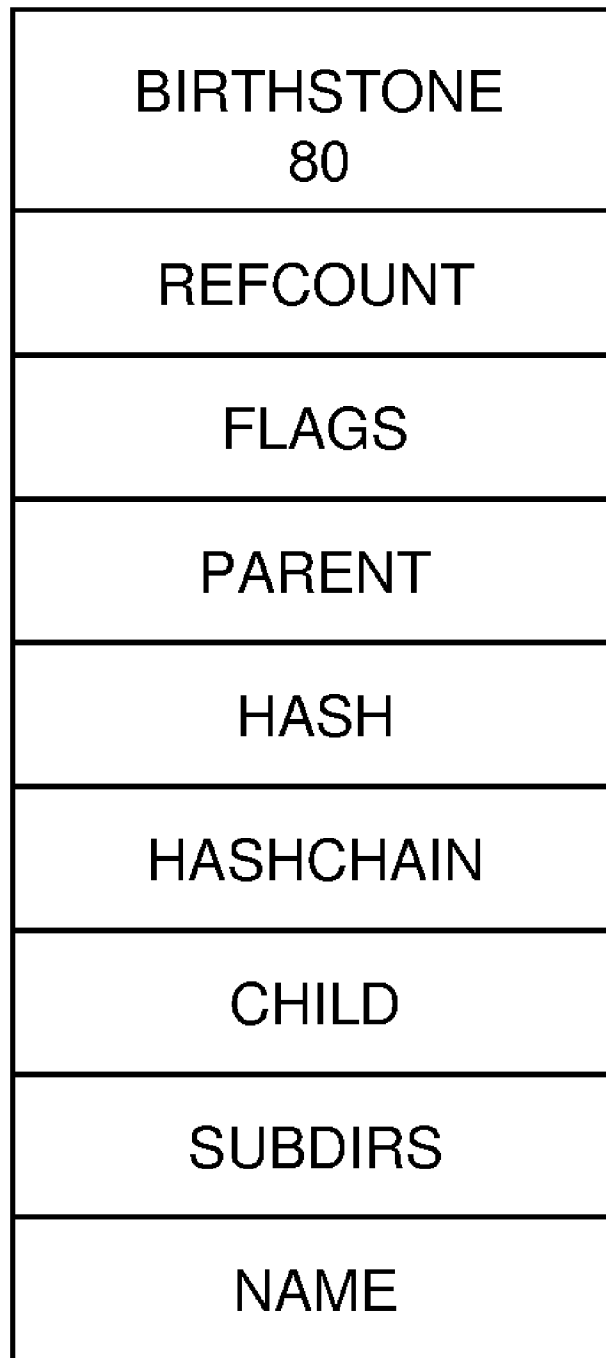 BIRTHSTONE
80
REFCOUNT
FLAGS
PARENT
HASH
HASHCHAIN
CHILD
SUBDIRS
NAME